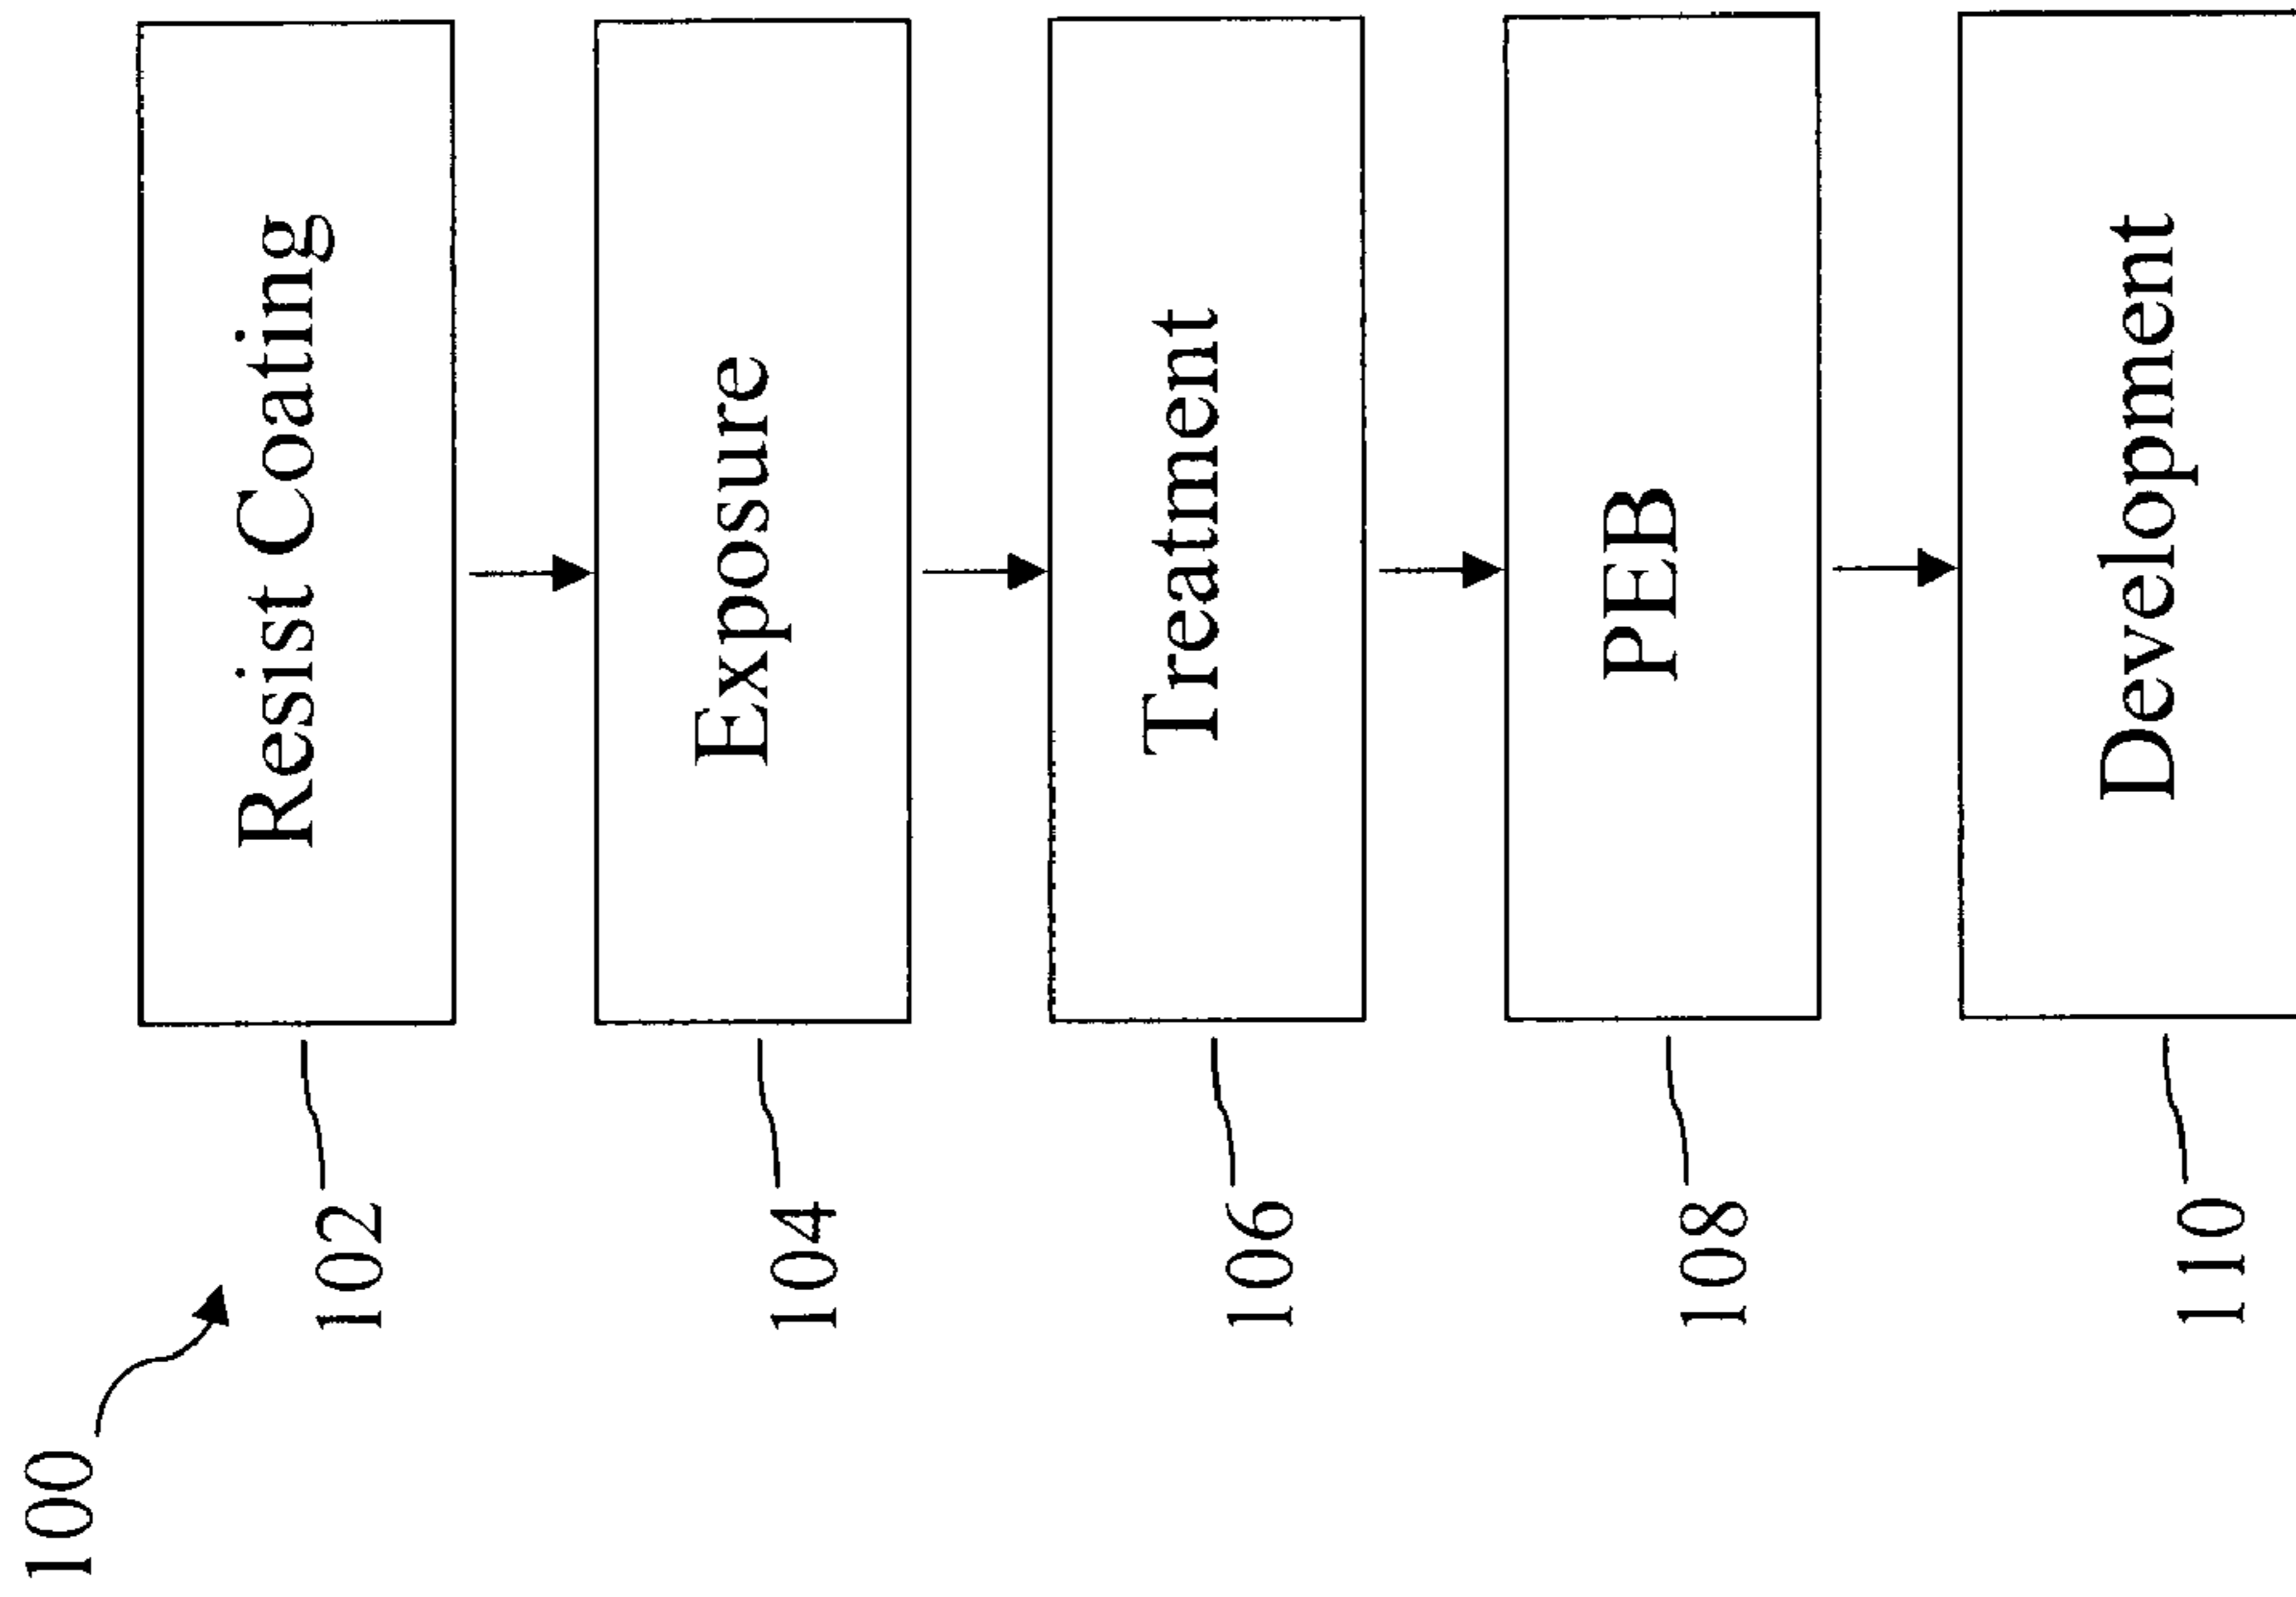 100
102
Resist Coating
104
Exposure
106
Treatment
108
PEB
110
Development